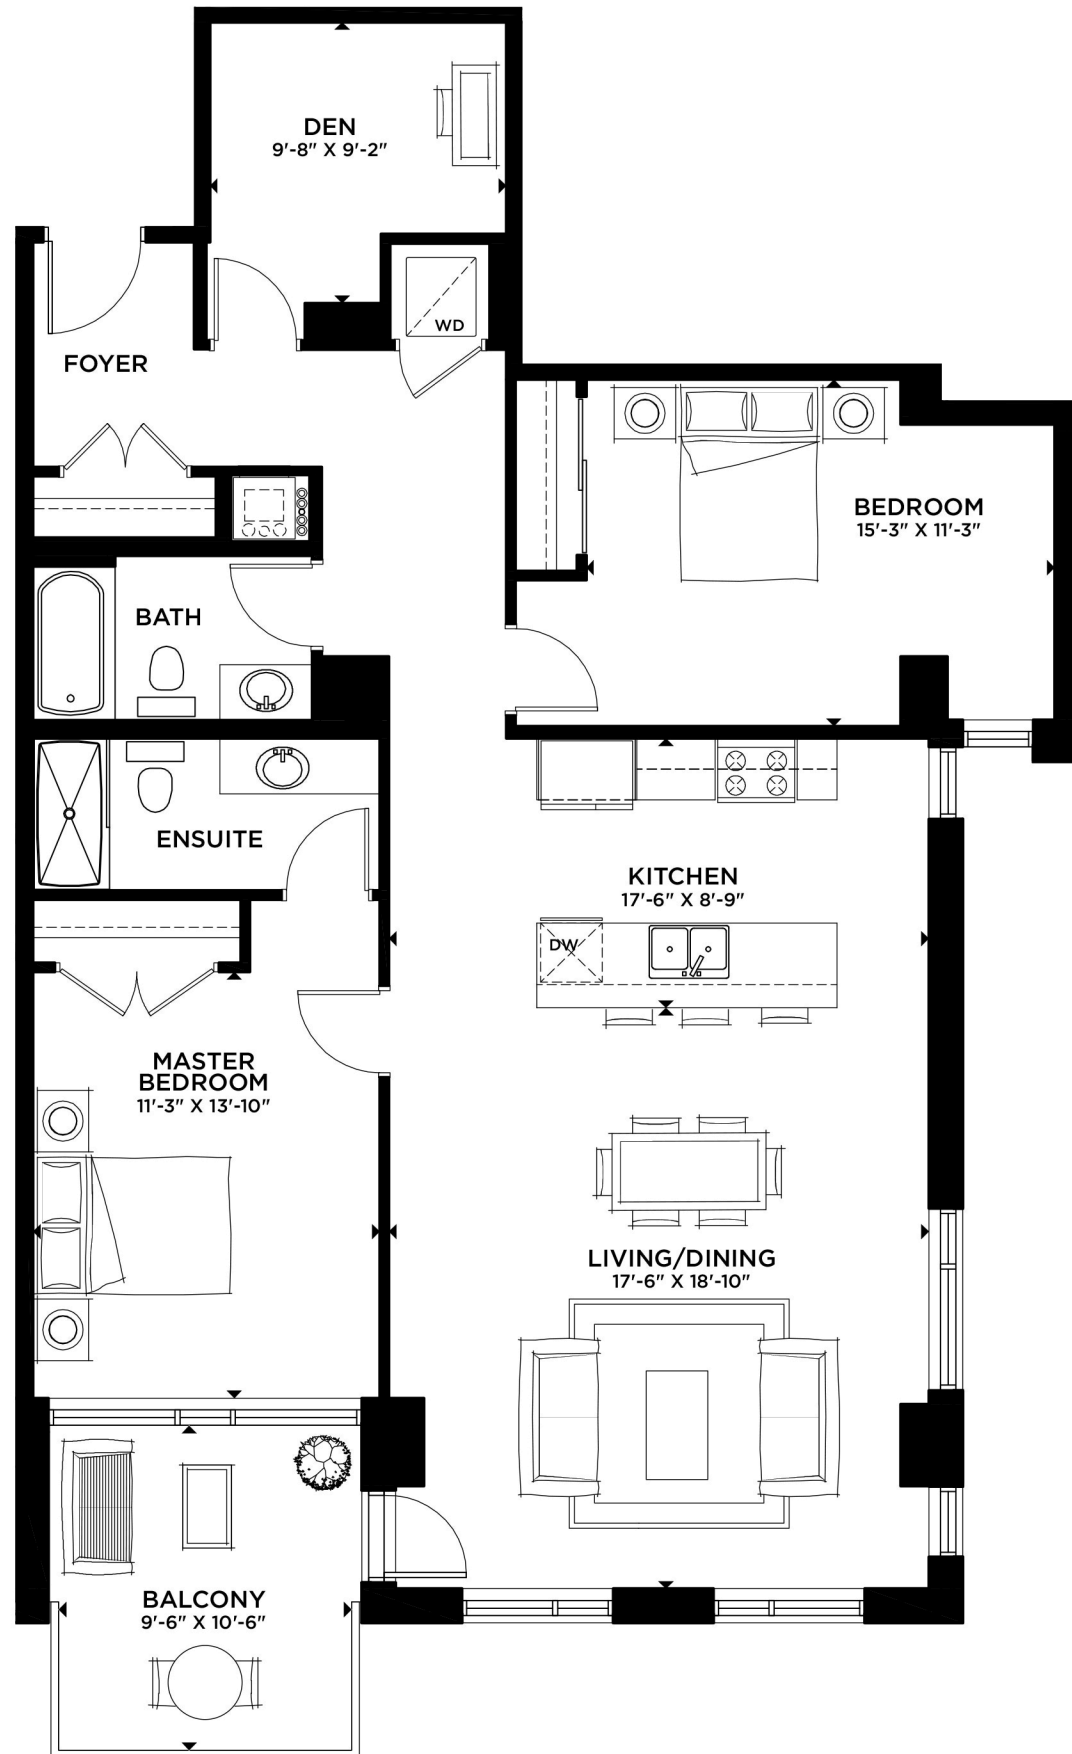 DEN
9'-8" X 9'-2"
WD
FOYER
BEDROOM
15'-3" X 11'-3"
BATH
ENSUITE
KITCHEN
17'-6" X 8'-9"
DW
MASTER
BEDROOM
11'-3" X 13'-10"
LIVING/DINING
17'-6" X 18'-10"
BALCONY
9'-6" X 10'-6"